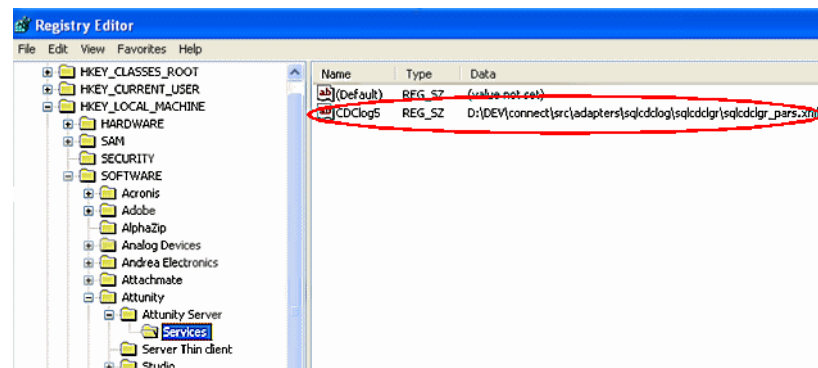 Registry Editor
File Edit View Favorites Help
HKEY_CLASSES_ROOT
HKEY_CURRENT_USER
HKEY_LOCAL_MACHINE
HARDWARE
SAM
SECURITY
SOFTWARE
Acronis
Adobe
AlphaZip
Analog Devices
Andrea Electronics
Attachmate
Attunity
Attunity Server
Services
Server Thin client
Studio
Name Type Data
(Default) REG_SZ (value not set)
CDClog5 REG_SZ D:\DEV\connect\src\adapters\sqlcdclog\sqlcdclgr\sqlcdclgr_pars.xm